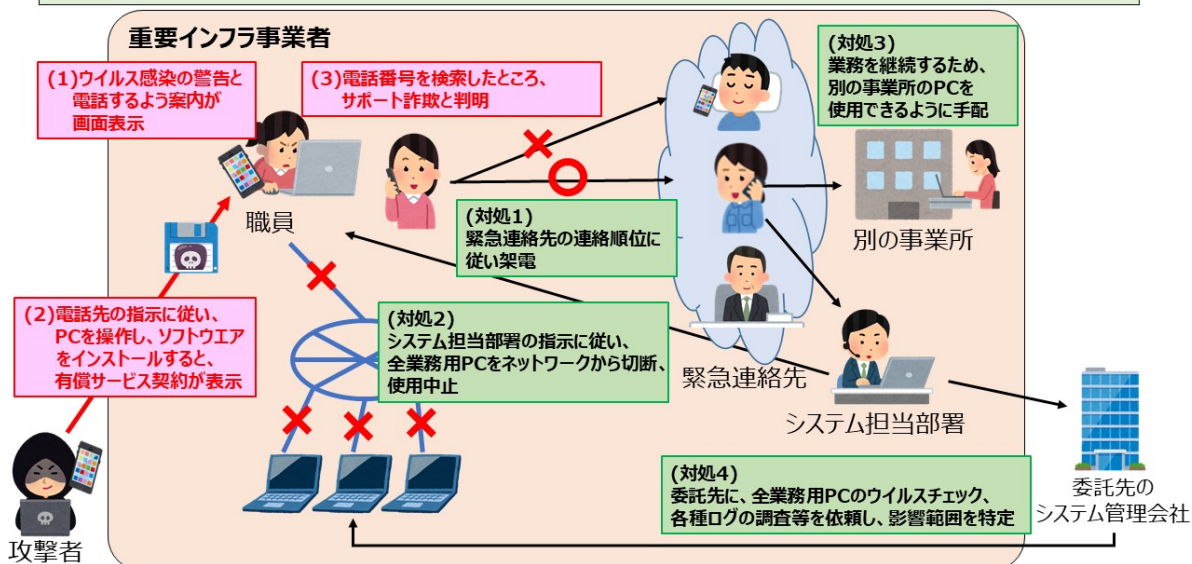 重要インフラ事業者
(1)ウイルス感染の警告と
電話するよう案内が
画面表示
(3)電話番号を検索したところ、
サポート詐欺と判明
(対処3)
業務を継続するため、
別の事業所のPCを
使用できるように手配
職員
(対処1)
緊急連絡先の連絡順位に
従い架電
別の事業所
(2)電話先の指示に従い、
PCを操作し、ソフトウエア
をインストールすると、
有償サービス契約が表示
(対処2)
システム担当部署の指示に従い、
全業務用PCをネットワークから切断、
使用中止
緊急連絡先
システム担当部署
(対処4)
委託先に、全業務用PCのウイルスチェック、
各種ログの調査等を依頼し、影響範囲を特定
委託先の
システム管理会社
攻撃者